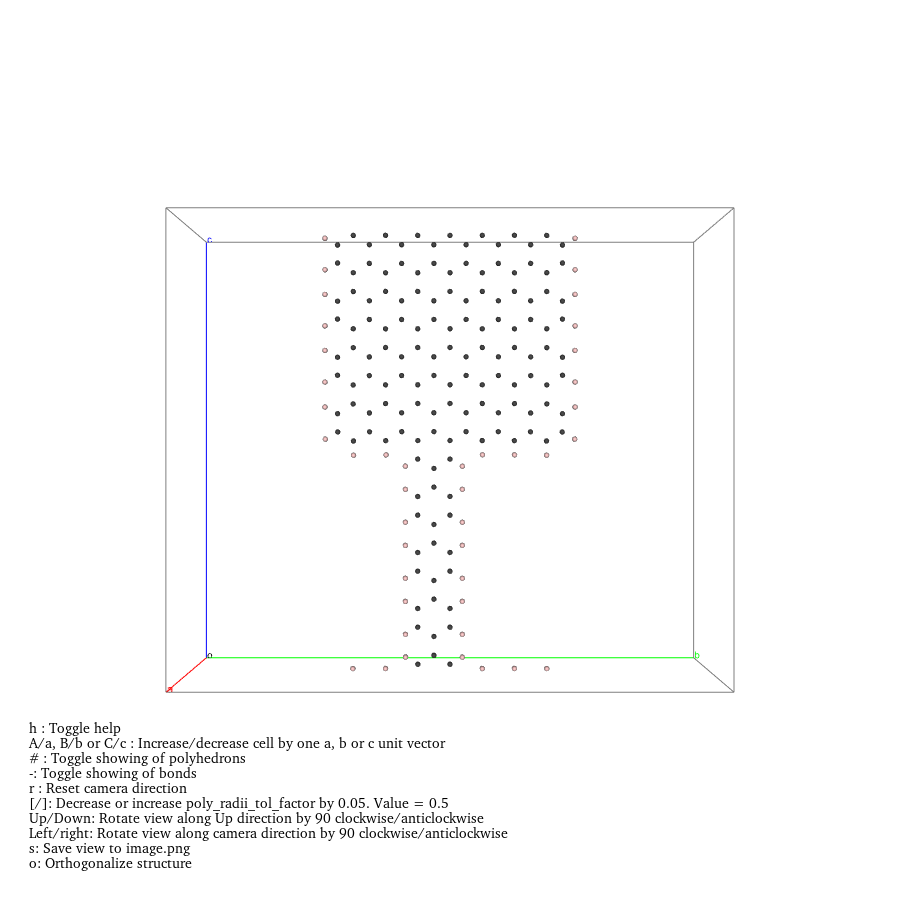 c
o
b
a
h : Toggle help
A/a, B/b or C/c : Increase/decrease cell by one a, b or c unit vector
# : Toggle showing of polyhedrons
-: Toggle showing of bonds
r : Reset camera direction
[/]: Decrease or increase poly_radii_tol_factor by 0.05. Value = 0.5
Up/Down: Rotate view along Up direction by 90 clockwise/anticlockwise
Left/right: Rotate view along camera direction by 90 clockwise/anticlockwise
s: Save view to image.png
o: Orthogonalize structure